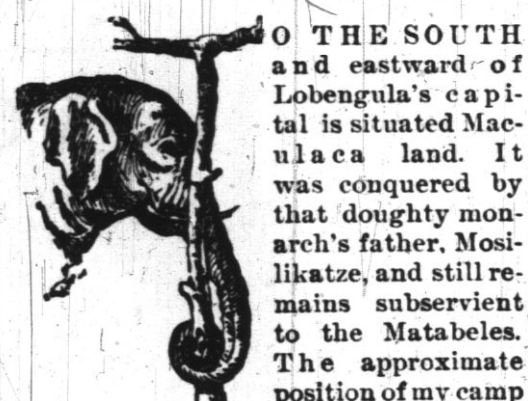 O THE SOUTH
and eastward of
Lobengula's capi-
tal is situated Mac-
ulaca land. It
was conquered by
that doughty mon-
arch's father, Mosi-
likatze, and still re-
mains subservient
to the Matabeles.
The approximate
position of my camp